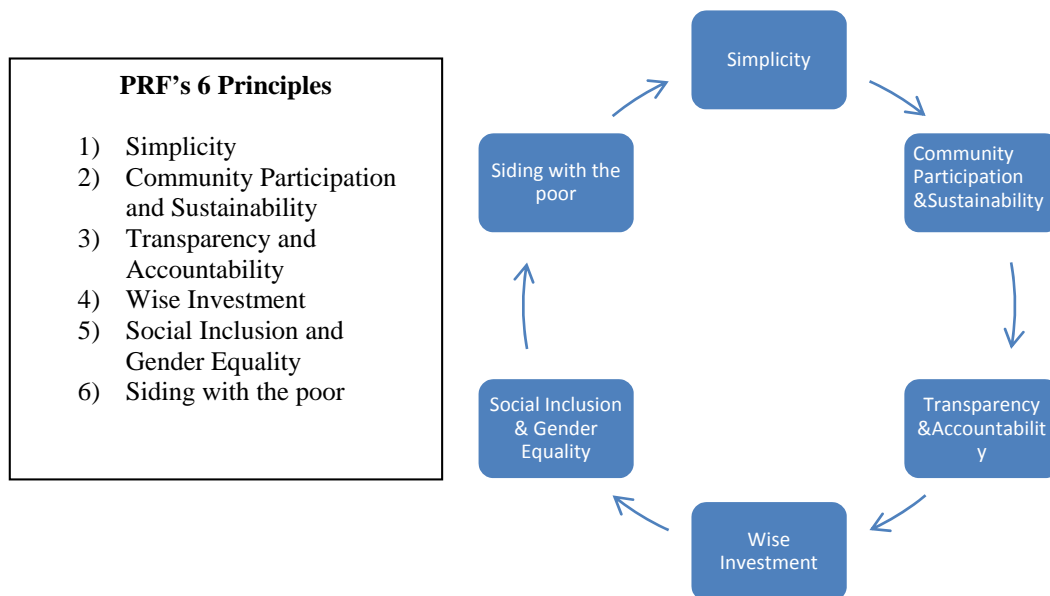 PRF's 6 Principles
1) Simplicity
2) Community Participation
and Sustainability
3) Transparency and
Accountability
4) Wise Investment
5) Social Inclusion and
Gender Equality
6) Siding with the poor
Simplicity
Community
Participation
&Sustainability
Transparency
&Accountabilit
y
Wise
Investment
Social Inclusion
& Gender
Equality
Siding with the
poor